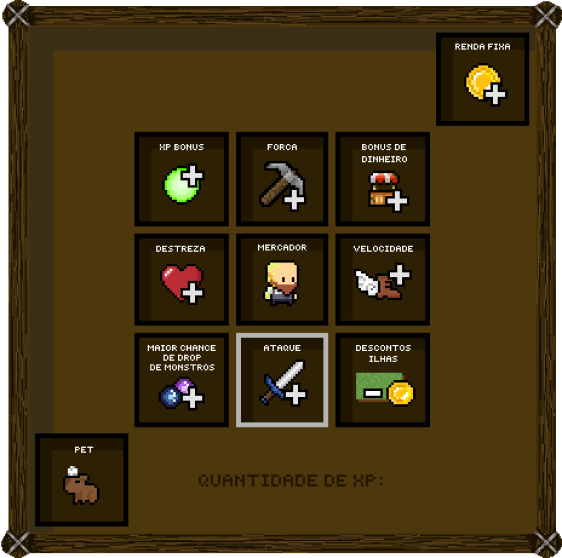 RENDA FIXA
XP BONUS
FORCA
BONUS DE
DINHEIRO
DESTREZA
MERCADOR
VELOCIDADE
MAIOR CHANCE
DE DROP
DE MONSTROS
ATAQUE
DESCONTOS
ILHAS
PET
QUANTIDADE DE XP: